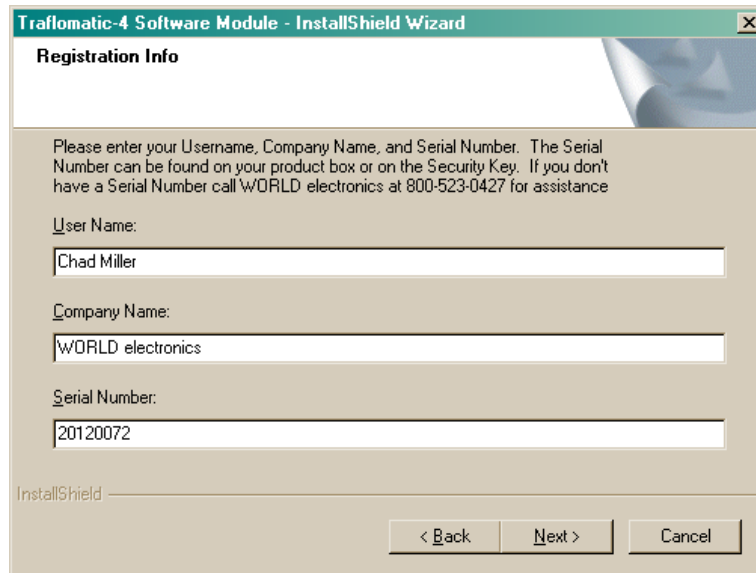 Traflomatic-4 Software Module - InstallShield Wizard
Registration Info
Please enter your Username, Company Name, and Serial Number.  The Serial
Number can be found on your product box or on the Security Key.  If you don't
have a Serial Number call WORLD electronics at 800-523-0427 for assistance
User Name:
Chad Miller
Company Name:
WORLD electronics
Serial Number:
20120072
InstallShield
< Back
Next >
Cancel